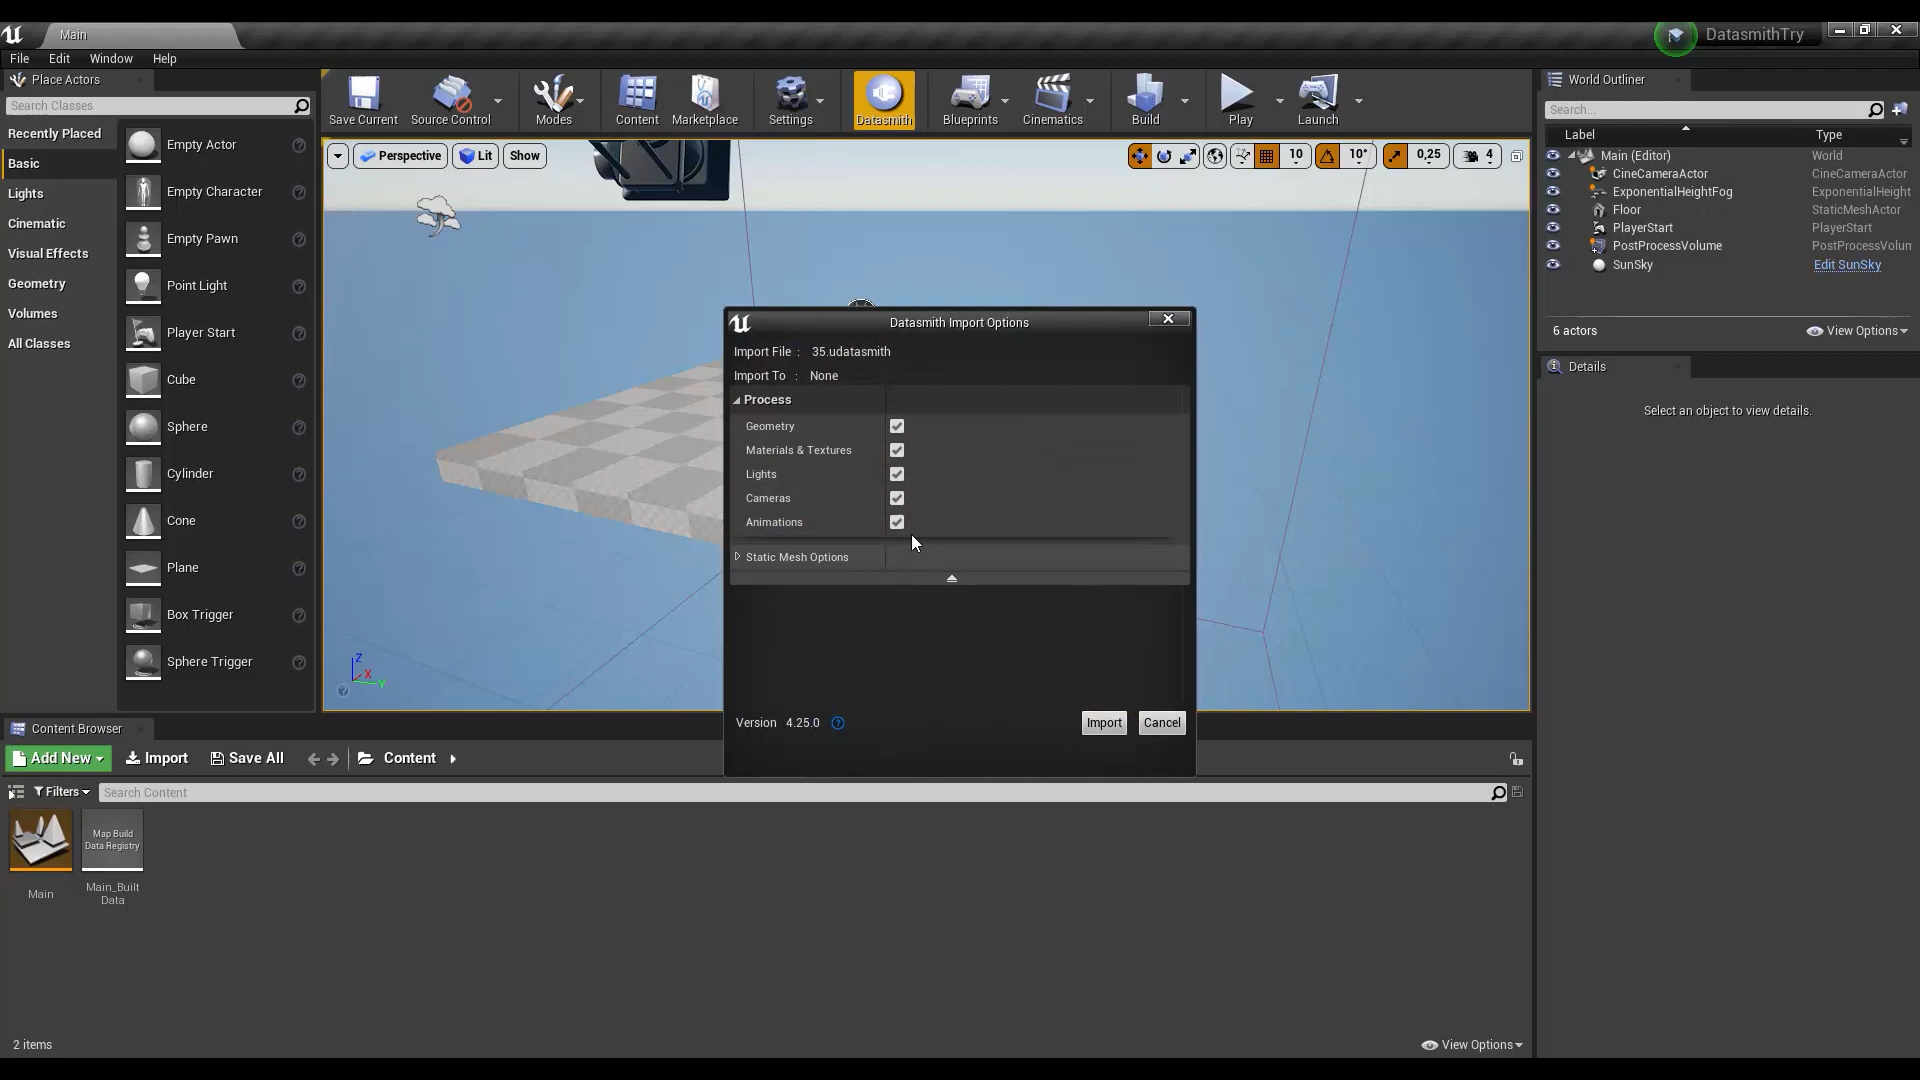 Main
DatasmithTry
File Edit Window Help
Place Actors
Search Classes
Recently Placed
Basic
Lights
Cinematic
Visual Effects
Geometry
Volumes
All Classes
Empty Actor
Empty Character
Empty Pawn
Point Light
Player Start
Cube
Sphere
Cylinder
Cone
Plane
Box Trigger
Sphere Trigger
Save Current Source Control Modes Content Marketplace Settings Datasmith Blueprints Cinematics Build Play Launch
Perspective Lit Show
10 10° 0,25 4
Z
X
Y
Datasmith Import Options
Import File : 35.udatasmith
Import To : None
Process
Geometry
Materials & Textures
Lights
Cameras
Animations
Static Mesh Options
Version 4.25.0
Import Cancel
World Outliner
Search...
Label Type
Main (Editor) World
CineCameraActor CineCameraActor
ExponentialHeightFog ExponentialHeight
Floor StaticMeshActor
PlayerStart PlayerStart
PostProcessVolume PostProcessVolum
SunSky Edit SunSky
6 actors View Options
Details
Select an object to view details.
Content Browser
Add New Import Save All Content
Filters Search Content
Map Build
Data Registry
Main
Main_Built
Data
2 items View Options